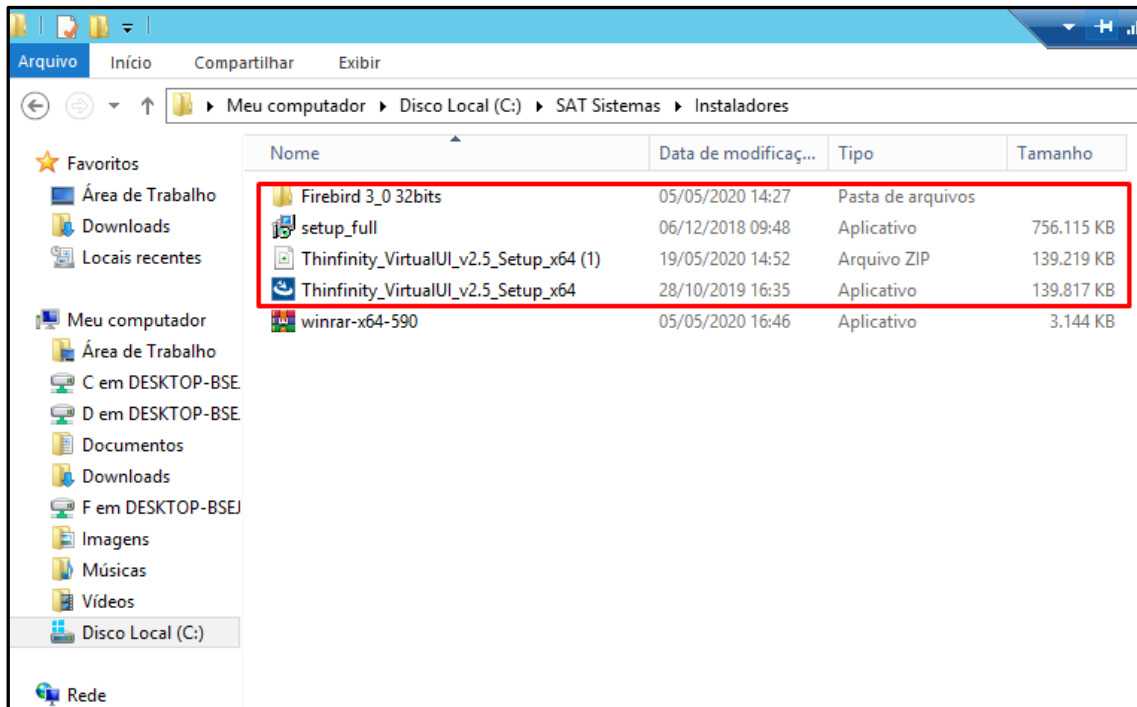 Arquivo Início Compartilhar Exibir
Meu computador Disco Local (C:) SAT Sistemas Instaladores
Nome Data de modificaç... Tipo Tamanho
Firebird 3_0 32bits 05/05/2020 14:27 Pasta de arquivos
setup_full 06/12/2018 09:48 Aplicativo 756.115 KB
Thinfinity_VirtualUI_v2.5_Setup_x64 (1) 19/05/2020 14:52 Arquivo ZIP 139.219 KB
Thinfinity_VirtualUI_v2.5_Setup_x64 28/10/2019 16:35 Aplicativo 139.817 KB
winrar-x64-590 05/05/2020 16:46 Aplicativo 3.144 KB
Favoritos
Área de Trabalho
Downloads
Locais recentes
Meu computador
Área de Trabalho
C em DESKTOP-BSE
D em DESKTOP-BSE
Documentos
Downloads
F em DESKTOP-BSEJ
Imagens
Músicas
Vídeos
Disco Local (C:)
Rede